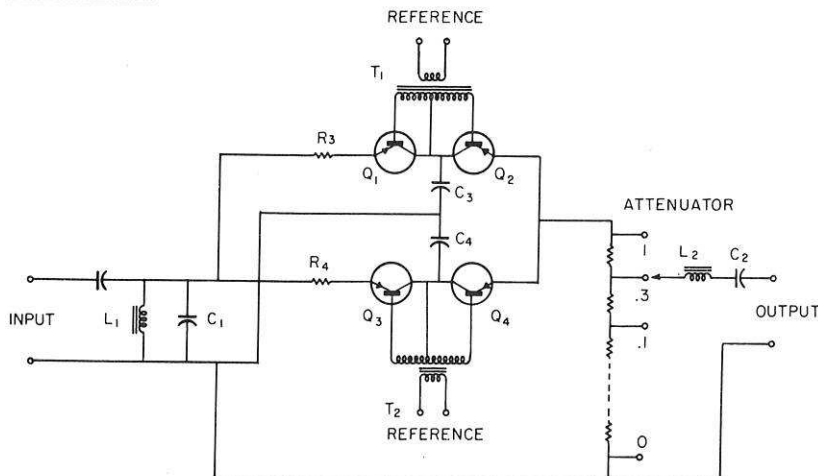 REFERENCE
T1
R3
Q1
Q2
C3
ATTENUATOR
C4
1
L2
C2
R4
.3
INPUT
L1
C1
Q3
Q4
.1
OUTPUT
T2
REFERENCE
0